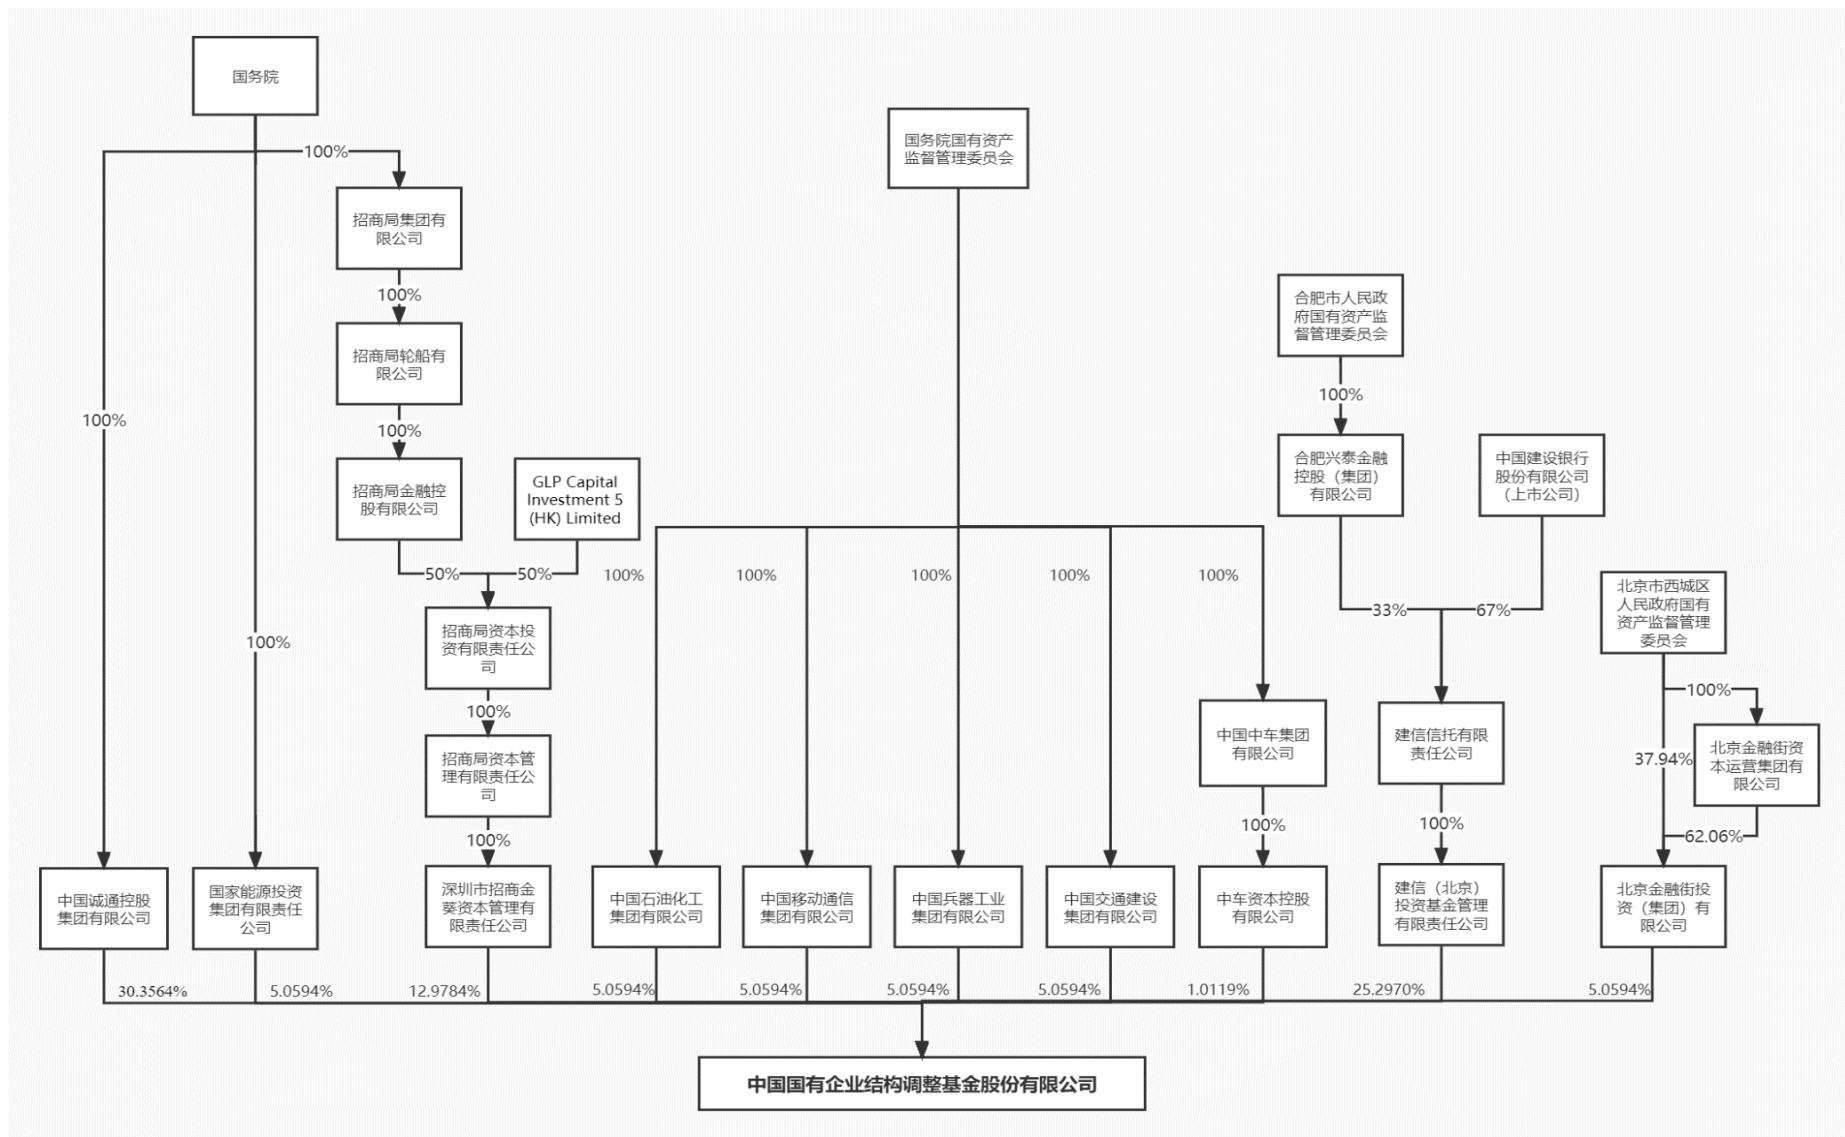 国务院
国务院国有资产
监督管理委员会
100%
招商局集团有
限公司
100%
合肥市人民政
府国有资产监
督管理委员会
招商局轮船有
限公司
100%
100%
100%
招商局金融控
股有限公司
GLP Capital
Investment 5
(HK) Limited
合肥兴泰金融
控股（集团）
有限公司
中国建设银行
股份有限公司
（上市公司）
50%
50%
100%
100%
100%
100%
100%
33%
67%
北京市西城区
人民政府国有
资产监督管理
委员会
100%
招商局资本投
资有限责任公
司
100%
100%
中国中车集团
有限公司
建信信托有限
责任公司
37.94%
北京金融街资
本运营集团有
限公司
招商局资本管
理有限责任公
司
100%
100%
100%
62.06%
中国诚通控股
集团有限公司
国家能源投资
集团有限责任
公司
深圳市招商金
葵资本管理有
限责任公司
中国石油化工
集团有限公司
中国移动通信
集团有限公司
中国兵器工业
集团有限公司
中国交通建设
集团有限公司
中车资本控股
有限公司
建信（北京）
投资基金管理
有限责任公司
北京金融街投
资（集团）有
限公司
30.3564%
5.0594%
12.9784%
5.0594%
5.0594%
5.0594%
5.0594%
1.0119%
25.2970%
5.0594%
中国国有企业结构调整基金股份有限公司